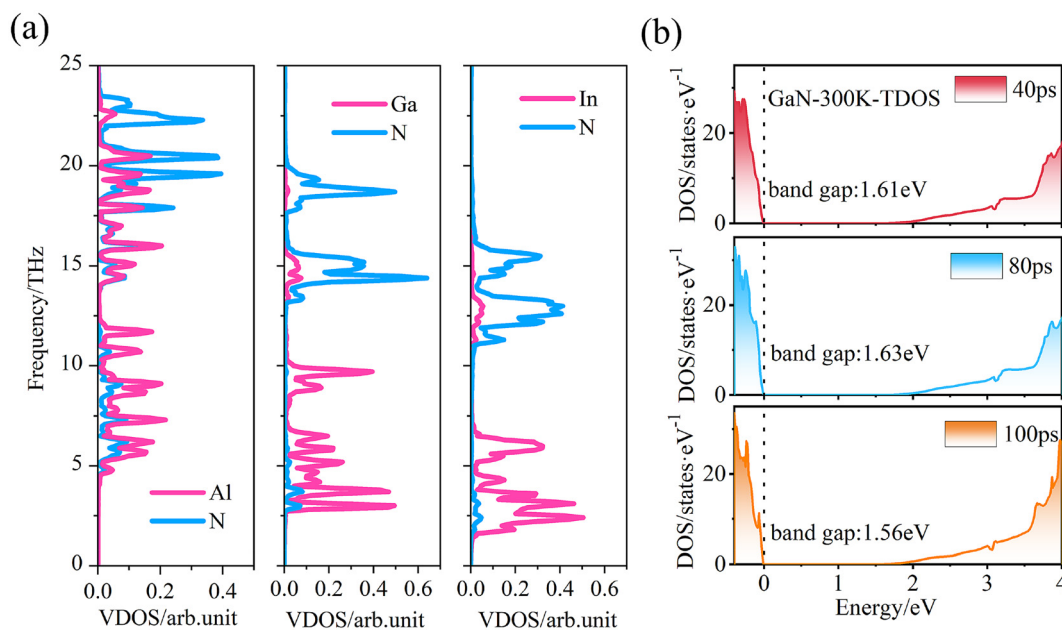 (a)
25
20
15
10
5
0
Frequency/THz
Al
N
0.0 0.2 0.4
VDOS/arb.unit
Ga
N
0.0 0.2 0.4 0.6
VDOS/arb.unit
In
N
0.0 0.2 0.4 0.6
VDOS/arb.unit
(b)
GaN-300K-TDOS
40ps
band gap:1.61eV
DOS/states·eV⁻¹
20
0
80ps
band gap:1.63eV
DOS/states·eV⁻¹
20
0
100ps
band gap:1.56eV
DOS/states·eV⁻¹
20
0
0 1 2 3 4
Energy/eV